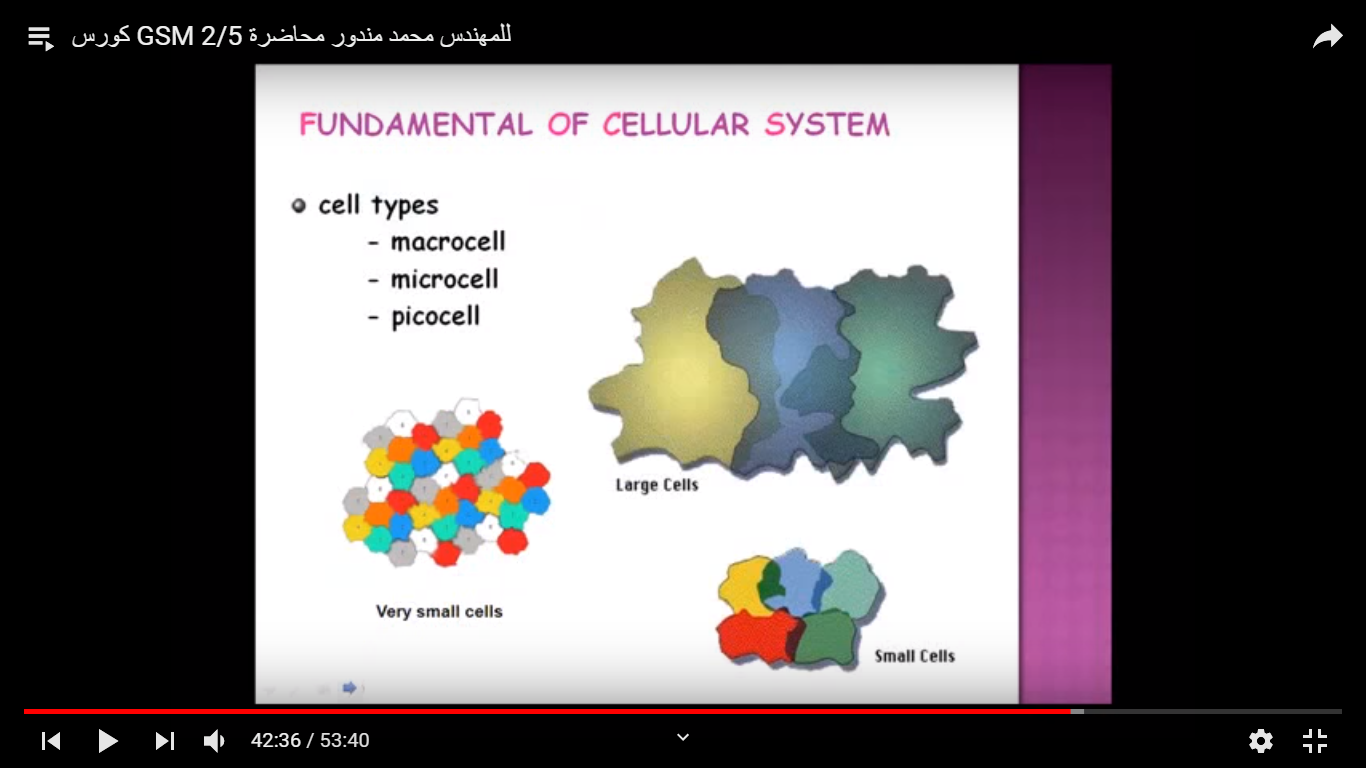 كورس GSM 2/5 للمهندس محمد مندور محاضرة
FUNDAMENTAL OF CELLULAR SYSTEM
cell types
- macrocell
- microcell
- picocell
Large Cells
Very small cells
Small Cells
42:36 / 53:40